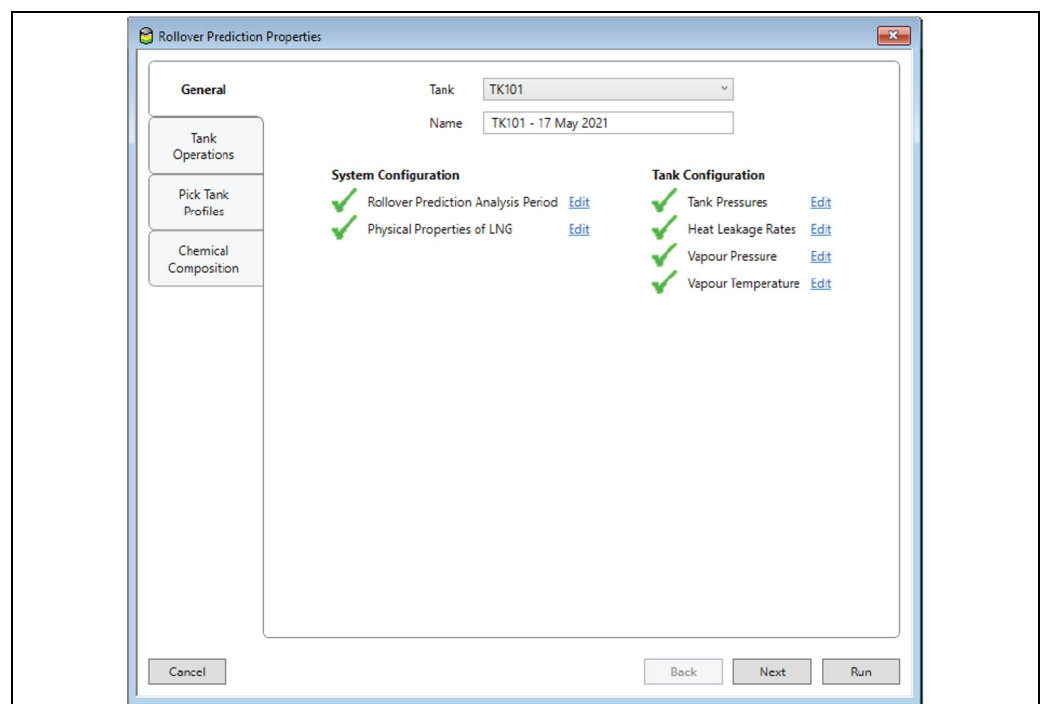 Rollover Prediction Properties
General
Tank
Operations
Pick Tank
Profiles
Chemical
Composition
Tank TK101
Name TK101 - 17 May 2021
System Configuration
Rollover Prediction Analysis Period Edit
Physical Properties of LNG Edit
Tank Configuration
Tank Pressures Edit
Heat Leakage Rates Edit
Vapour Pressure Edit
Vapour Temperature Edit
Cancel Back Next Run